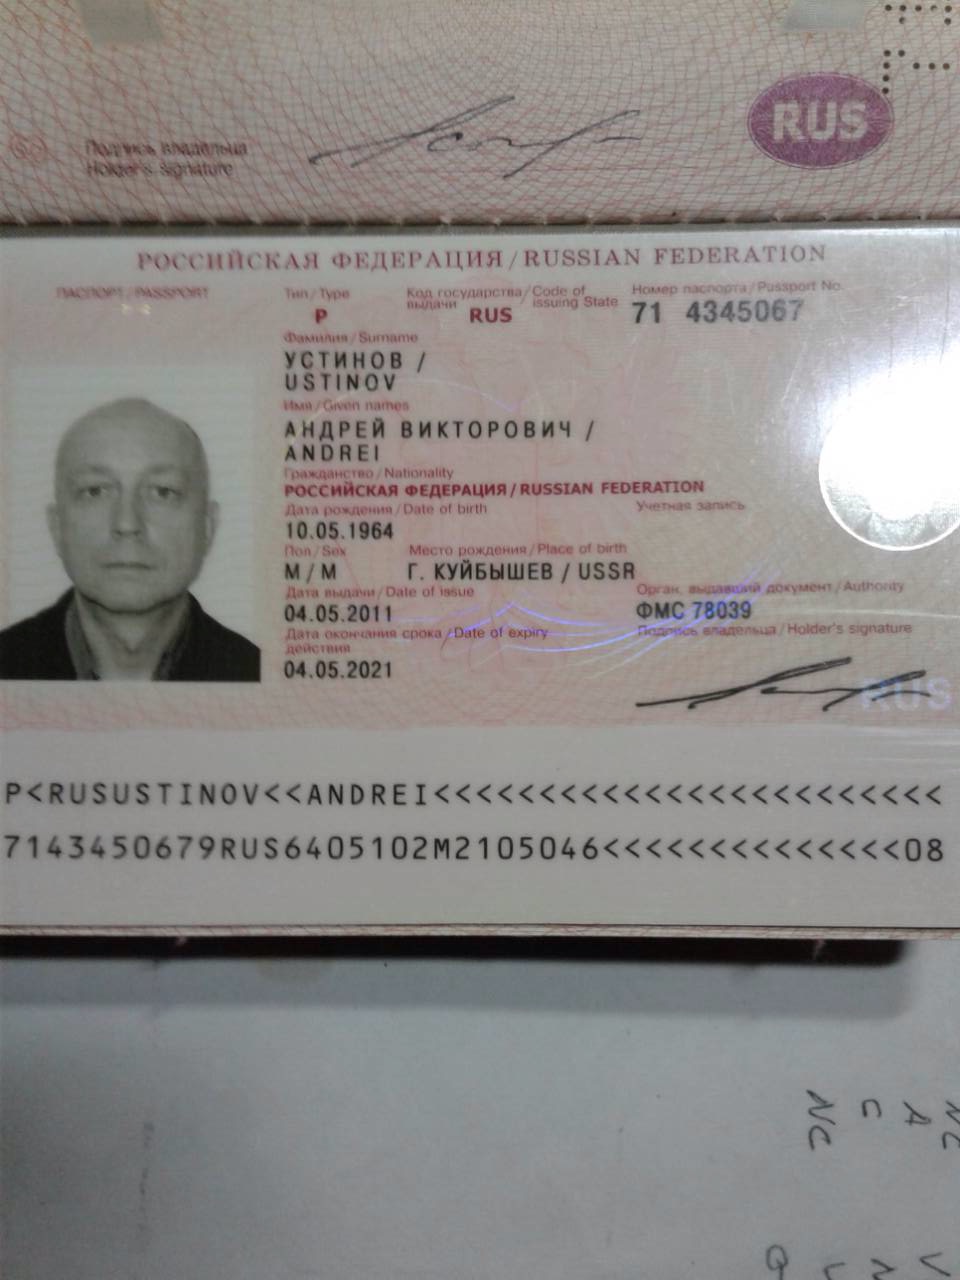 Подпись владельца
Holder's signature
RUS
РОССИЙСКАЯ ФЕДЕРАЦИЯ / RUSSIAN FEDERATION
ПАСПОРТ / PASSPORT
Тип / Type
Код государства / Code of
выдачи issuing State
Номер паспорта / Passport No.
P
RUS
71 4345067
Фамилия / Surname
УСТИНОВ /
USTINOV
Имя / Given names
АНДРЕЙ ВИКТОРОВИЧ /
ANDREI
Гражданство / Nationality
РОССИЙСКАЯ ФЕДЕРАЦИЯ / RUSSIAN FEDERATION
Дата рождения / Date of birth
Учетная запись
10.05.1964
Пол / Sex
Место рождения / Place of birth
М / M
Г. КУЙБЫШЕВ / USSR
Дата выдачи / Date of issue
Орган, выдавший документ / Authority
04.05.2011
ФМС 78039
Дата окончания срока / Date of expiry
действия
Подпись владельца / Holder's signature
04.05.2021
RUS
P<RUSUSTINOV<<ANDREI<<<<<<<<<<<<<<<<<<<<<<<<
7143450679RUS6405102M2105046<<<<<<<<<<<<<<08